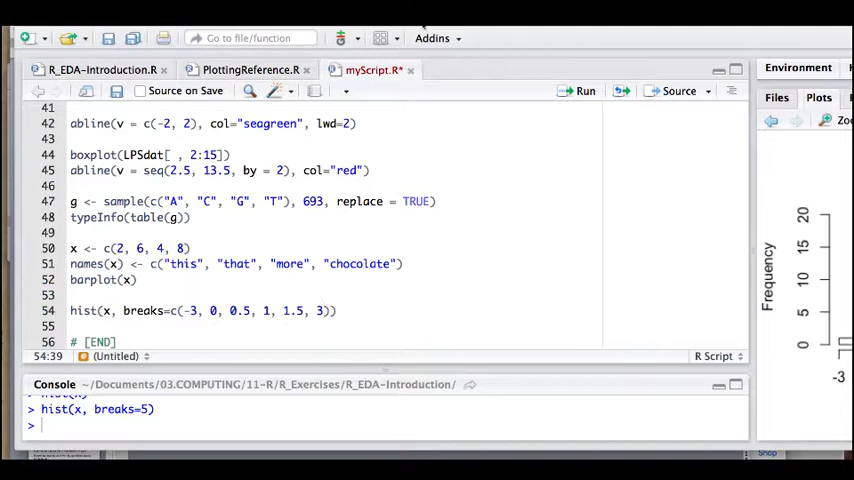 Go to file/function
Addins
R_EDA-Introduction.R
PlottingReference.R
myScript.R*
Environment
Source on Save
Run
Source
Files
Plots
41
42 abline(v = c(-2, 2), col="seagreen", lwd=2)
43
44 boxplot(LPSdat[ , 2:15])
45 abline(v = seq(2.5, 13.5, by = 2), col="red")
46
47 g <- sample(c("A", "C", "G", "T"), 693, replace = TRUE)
48 typeInfo(table(g))
49
50 x <- c(2, 6, 4, 8)
51 names(x) <- c("this", "that", "more", "chocolate")
52 barplot(x)
53
54 hist(x, breaks=c(-3, 0, 0.5, 1, 1.5, 3))
55
56 # [END]
54:39 (Untitled) R Script
Console ~/Documents/03.COMPUTING/11-R/R_Exercises/R_EDA-Introduction/
> hist(x)
> hist(x, breaks=5)
>
Frequency
20
15
10
5
0
-3